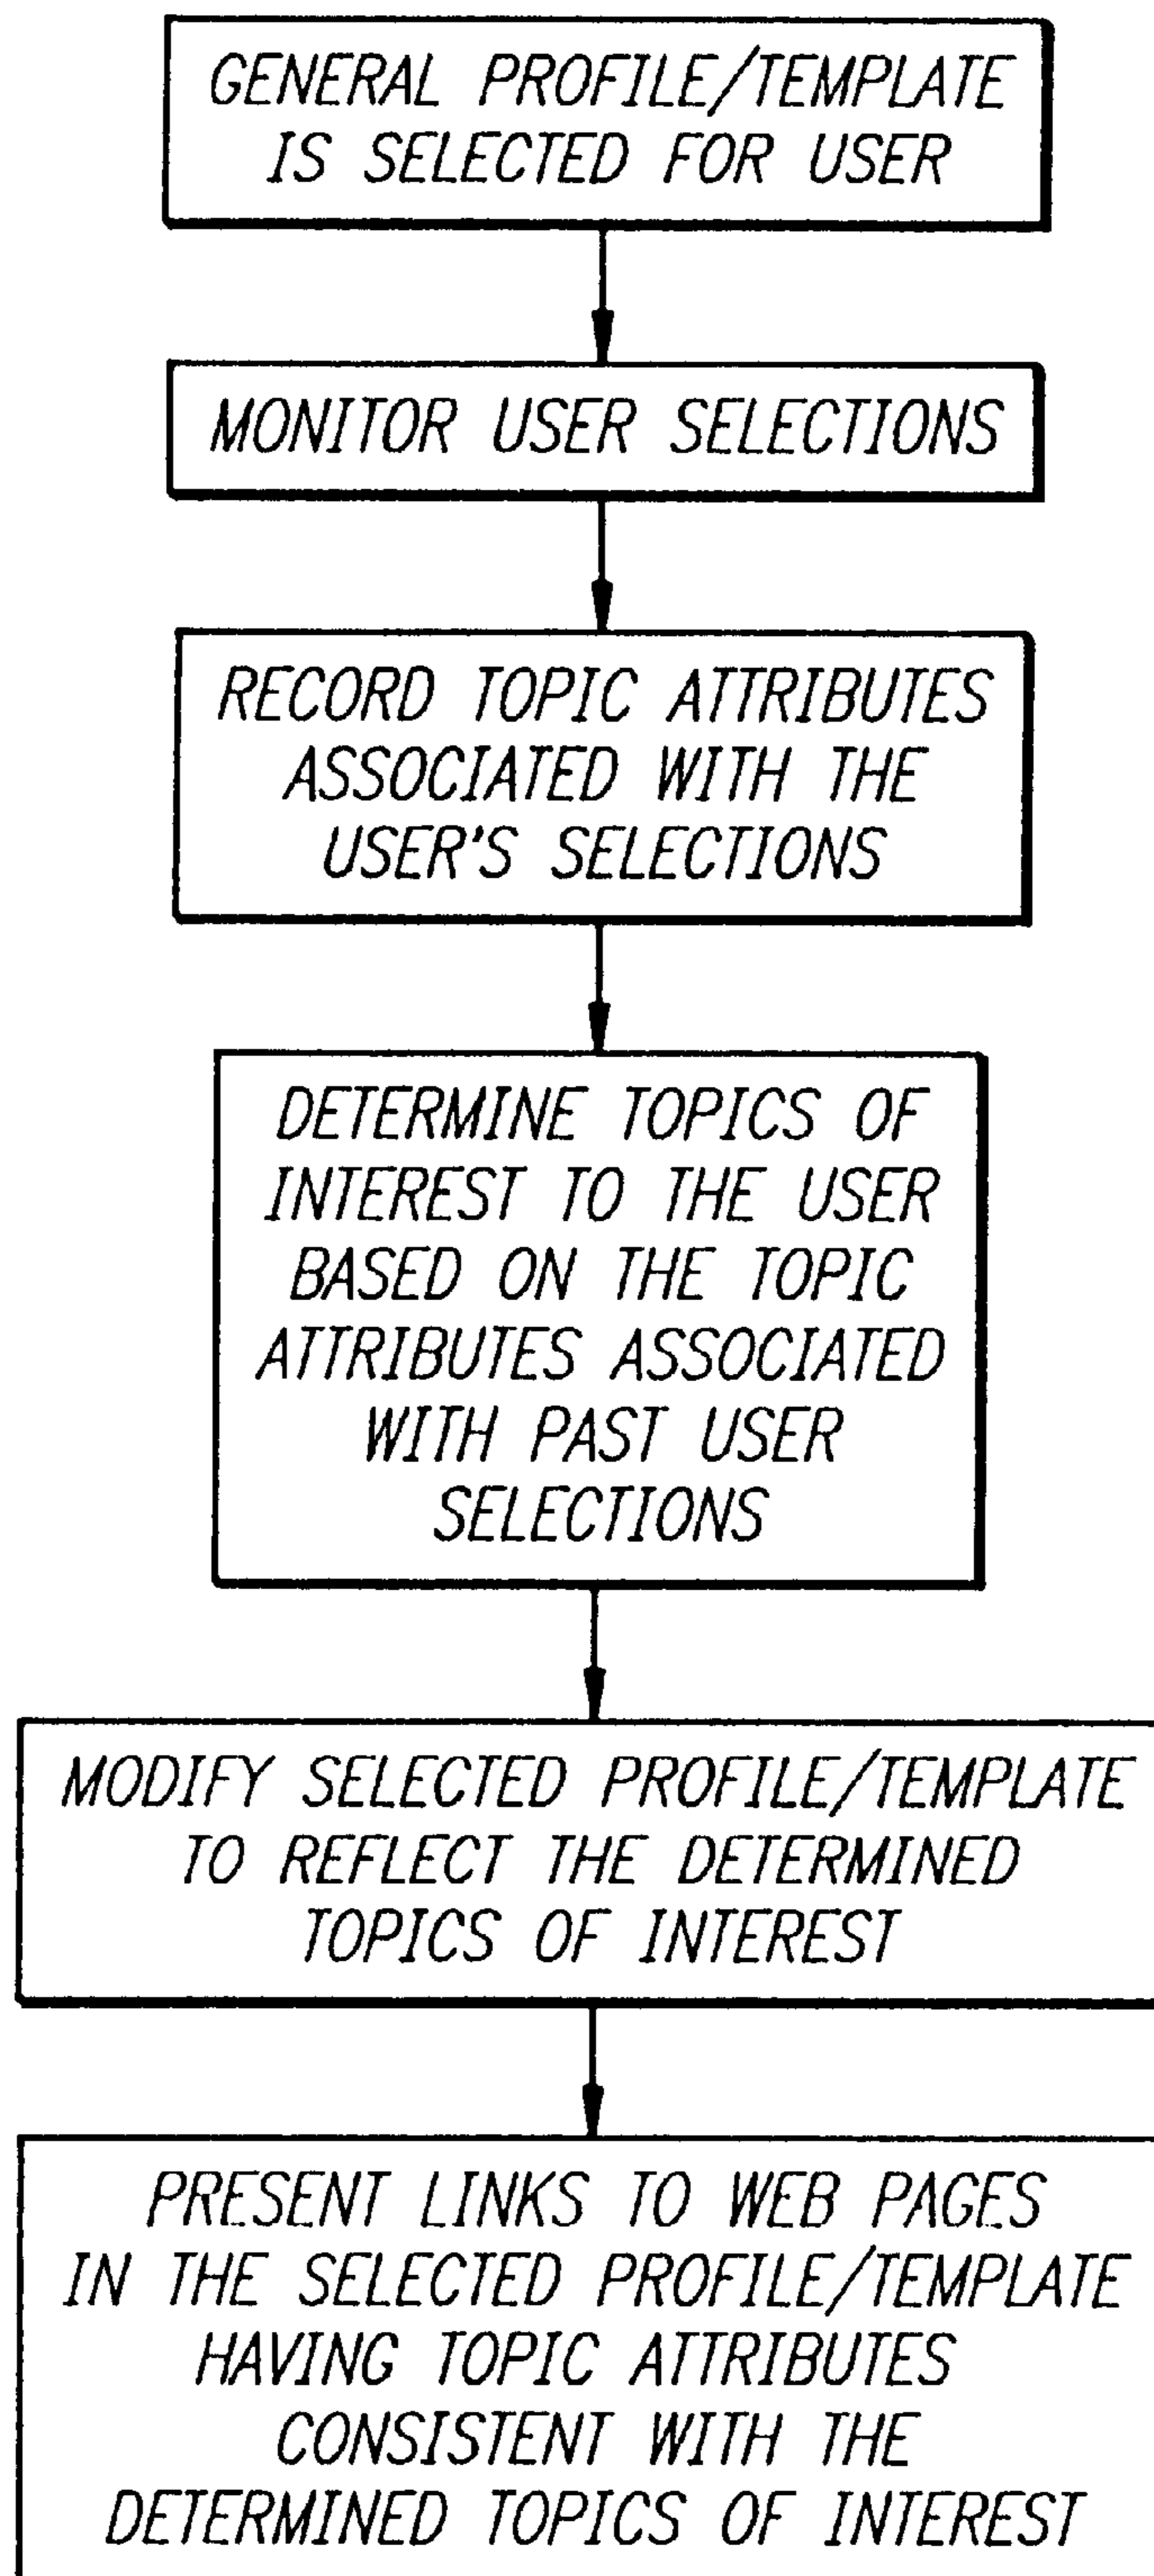 GENERAL PROFILE/TEMPLATE
IS SELECTED FOR USER
MONITOR USER SELECTIONS
RECORD TOPIC ATTRIBUTES
ASSOCIATED WITH THE
USER'S SELECTIONS
DETERMINE TOPICS OF
INTEREST TO THE USER
BASED ON THE TOPIC
ATTRIBUTES ASSOCIATED
WITH PAST USER
SELECTIONS
MODIFY SELECTED PROFILE/TEMPLATE
TO REFLECT THE DETERMINED
TOPICS OF INTEREST
PRESENT LINKS TO WEB PAGES
IN THE SELECTED PROFILE/TEMPLATE
HAVING TOPIC ATTRIBUTES
CONSISTENT WITH THE
DETERMINED TOPICS OF INTEREST